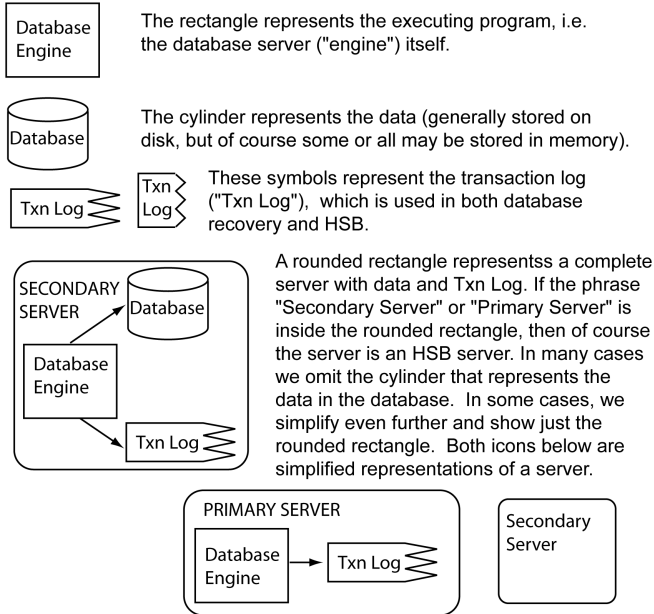 Database
Engine
The rectangle represents the executing program, i.e.
the database server ("engine") itself.
Database
The cylinder represents the data (generally stored on
disk, but of course some or all may be stored in memory).
Txn Log
Txn
Log
These symbols represent the transaction log
("Txn Log"), which is used in both database
recovery and HSB.
SECONDARY
SERVER
Database
Database
Engine
Txn Log
A rounded rectangle representss a complete
server with data and Txn Log. If the phrase
"Secondary Server" or "Primary Server" is
inside the rounded rectangle, then of course
the server is an HSB server. In many cases
we omit the cylinder that represents the
data in the database. In some cases, we
simplify even further and show just the
rounded rectangle. Both icons below are
simplified representations of a server.
PRIMARY SERVER
Database
Engine
Txn Log
Secondary
Server